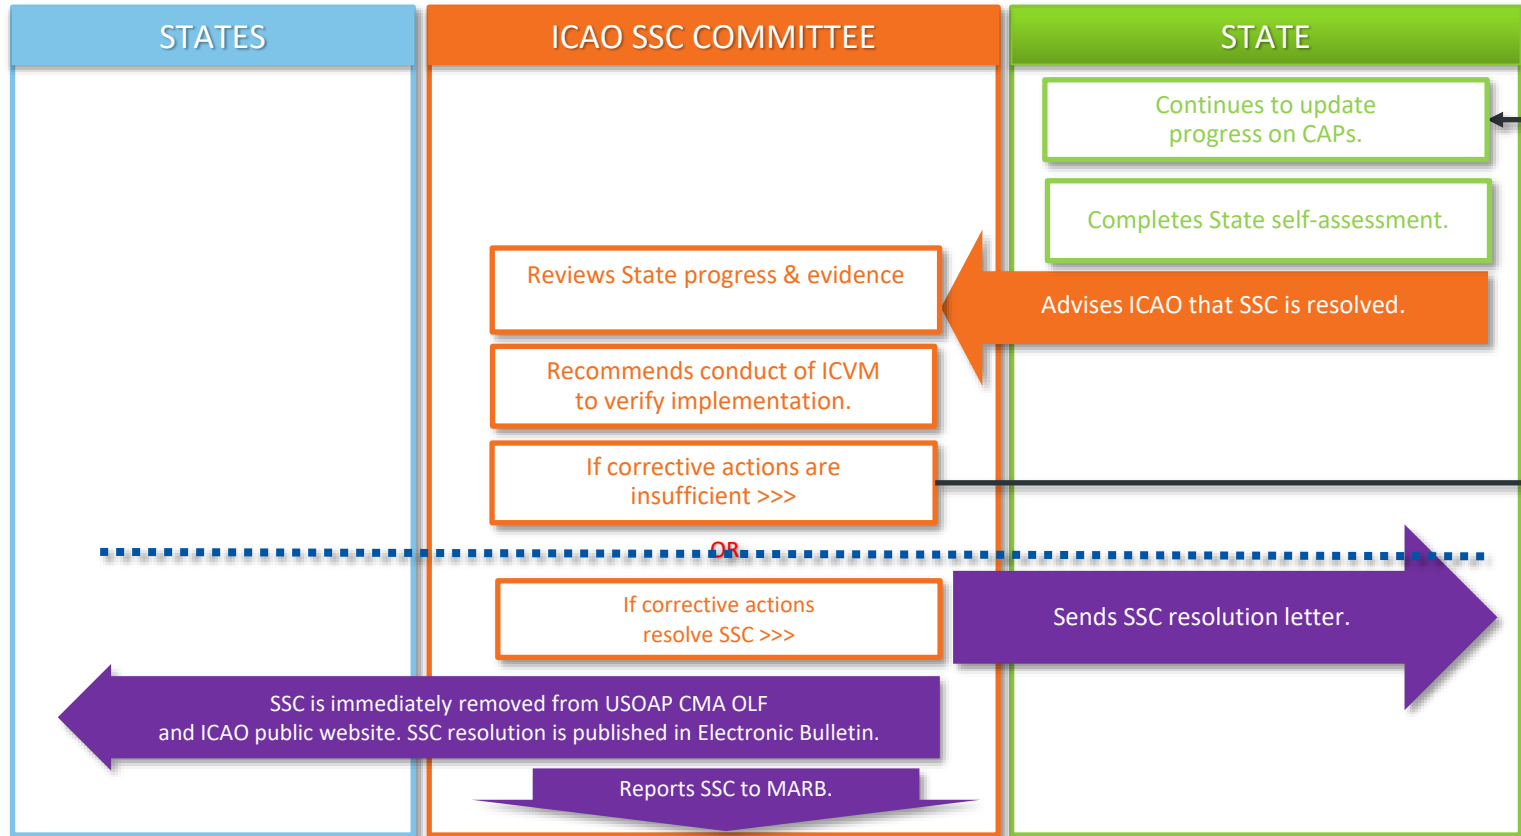 STATES
ICAO SSC COMMITTEE
STATE
Continues to update
progress on CAPs.
Completes State self-assessment.
Reviews State progress & evidence
Advises ICAO that SSC is resolved.
Recommends conduct of ICVM
to verify implementation.
If corrective actions are
insufficient >>>
OR
If corrective actions
resolve SSC >>>
Sends SSC resolution letter.
SSC is immediately removed from USOAP CMA OLF
and ICAO public website. SSC resolution is published in Electronic Bulletin.
Reports SSC to MARB.